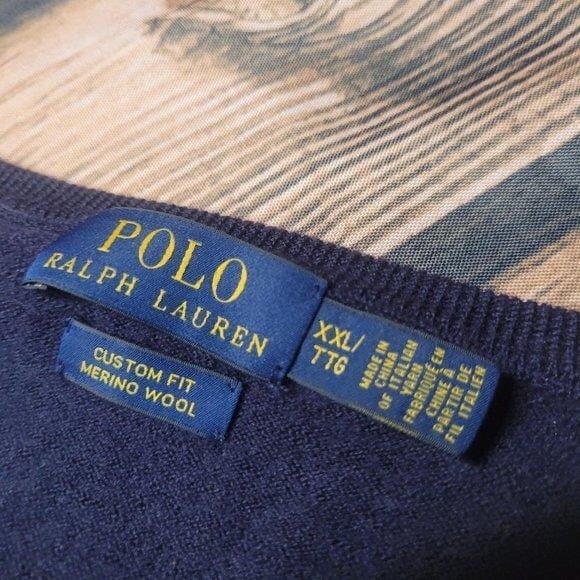 POLO
RALPH LAUREN
CUSTOM FIT
MERINO WOOL
XXL/
TTG
MADE IN
CHINA
OF ITALIAN
YARN
FABRIQUÉ EN
CHINE À
PARTIR DE
FIL ITALIEN